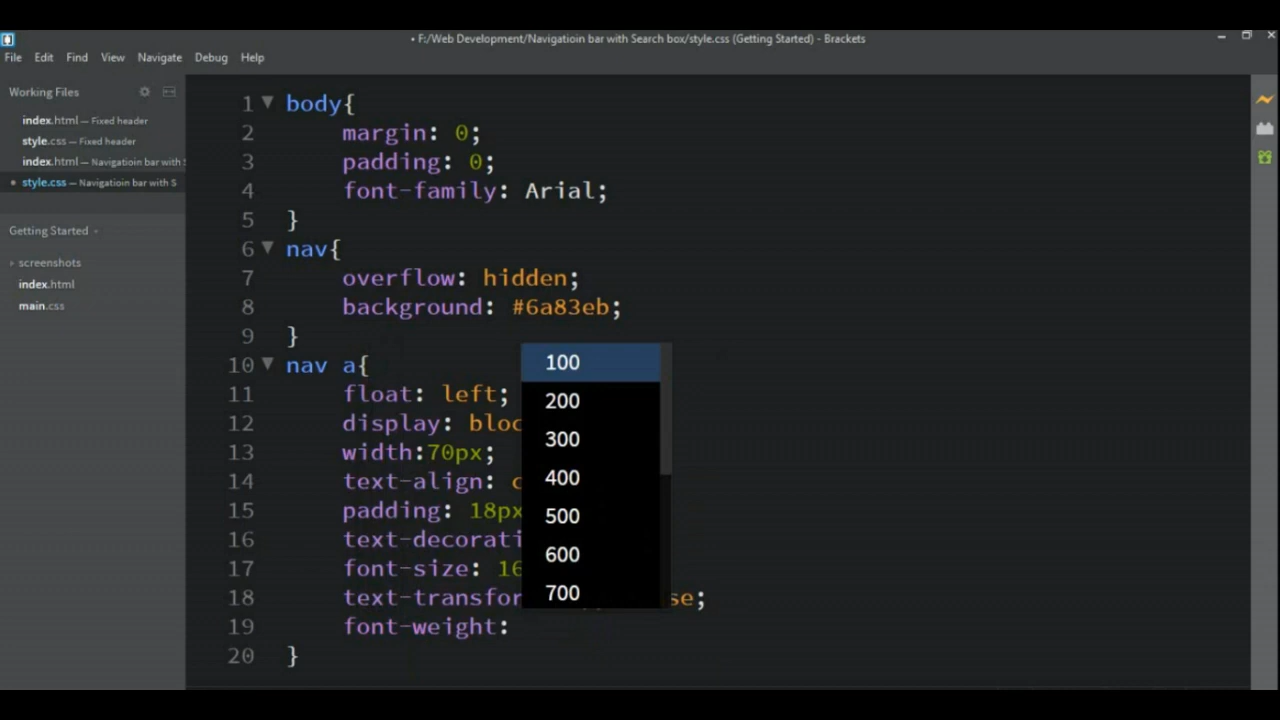 • F:/Web Development/Navigatioin bar with Search box/style.css (Getting Started) - Brackets
File Edit Find View Navigate Debug Help
Working Files
index.html — Fixed header
style.css — Fixed header
index.html — Navigatioin bar with S
• style.css — Navigatioin bar with S
Getting Started
screenshots
index.html
main.css
1 body{
2 margin: 0;
3 padding: 0;
4 font-family: Arial;
5 }
6 nav{
7 overflow: hidden;
8 background: #6a83eb;
9 }
10 nav a{
11 float: left;
12 display: bloc
13 width:70px;
14 text-align: c
15 padding: 18px
16 text-decorati
17 font-size: 16
18 text-transfor se;
19 font-weight:
20 }
100
200
300
400
500
600
700